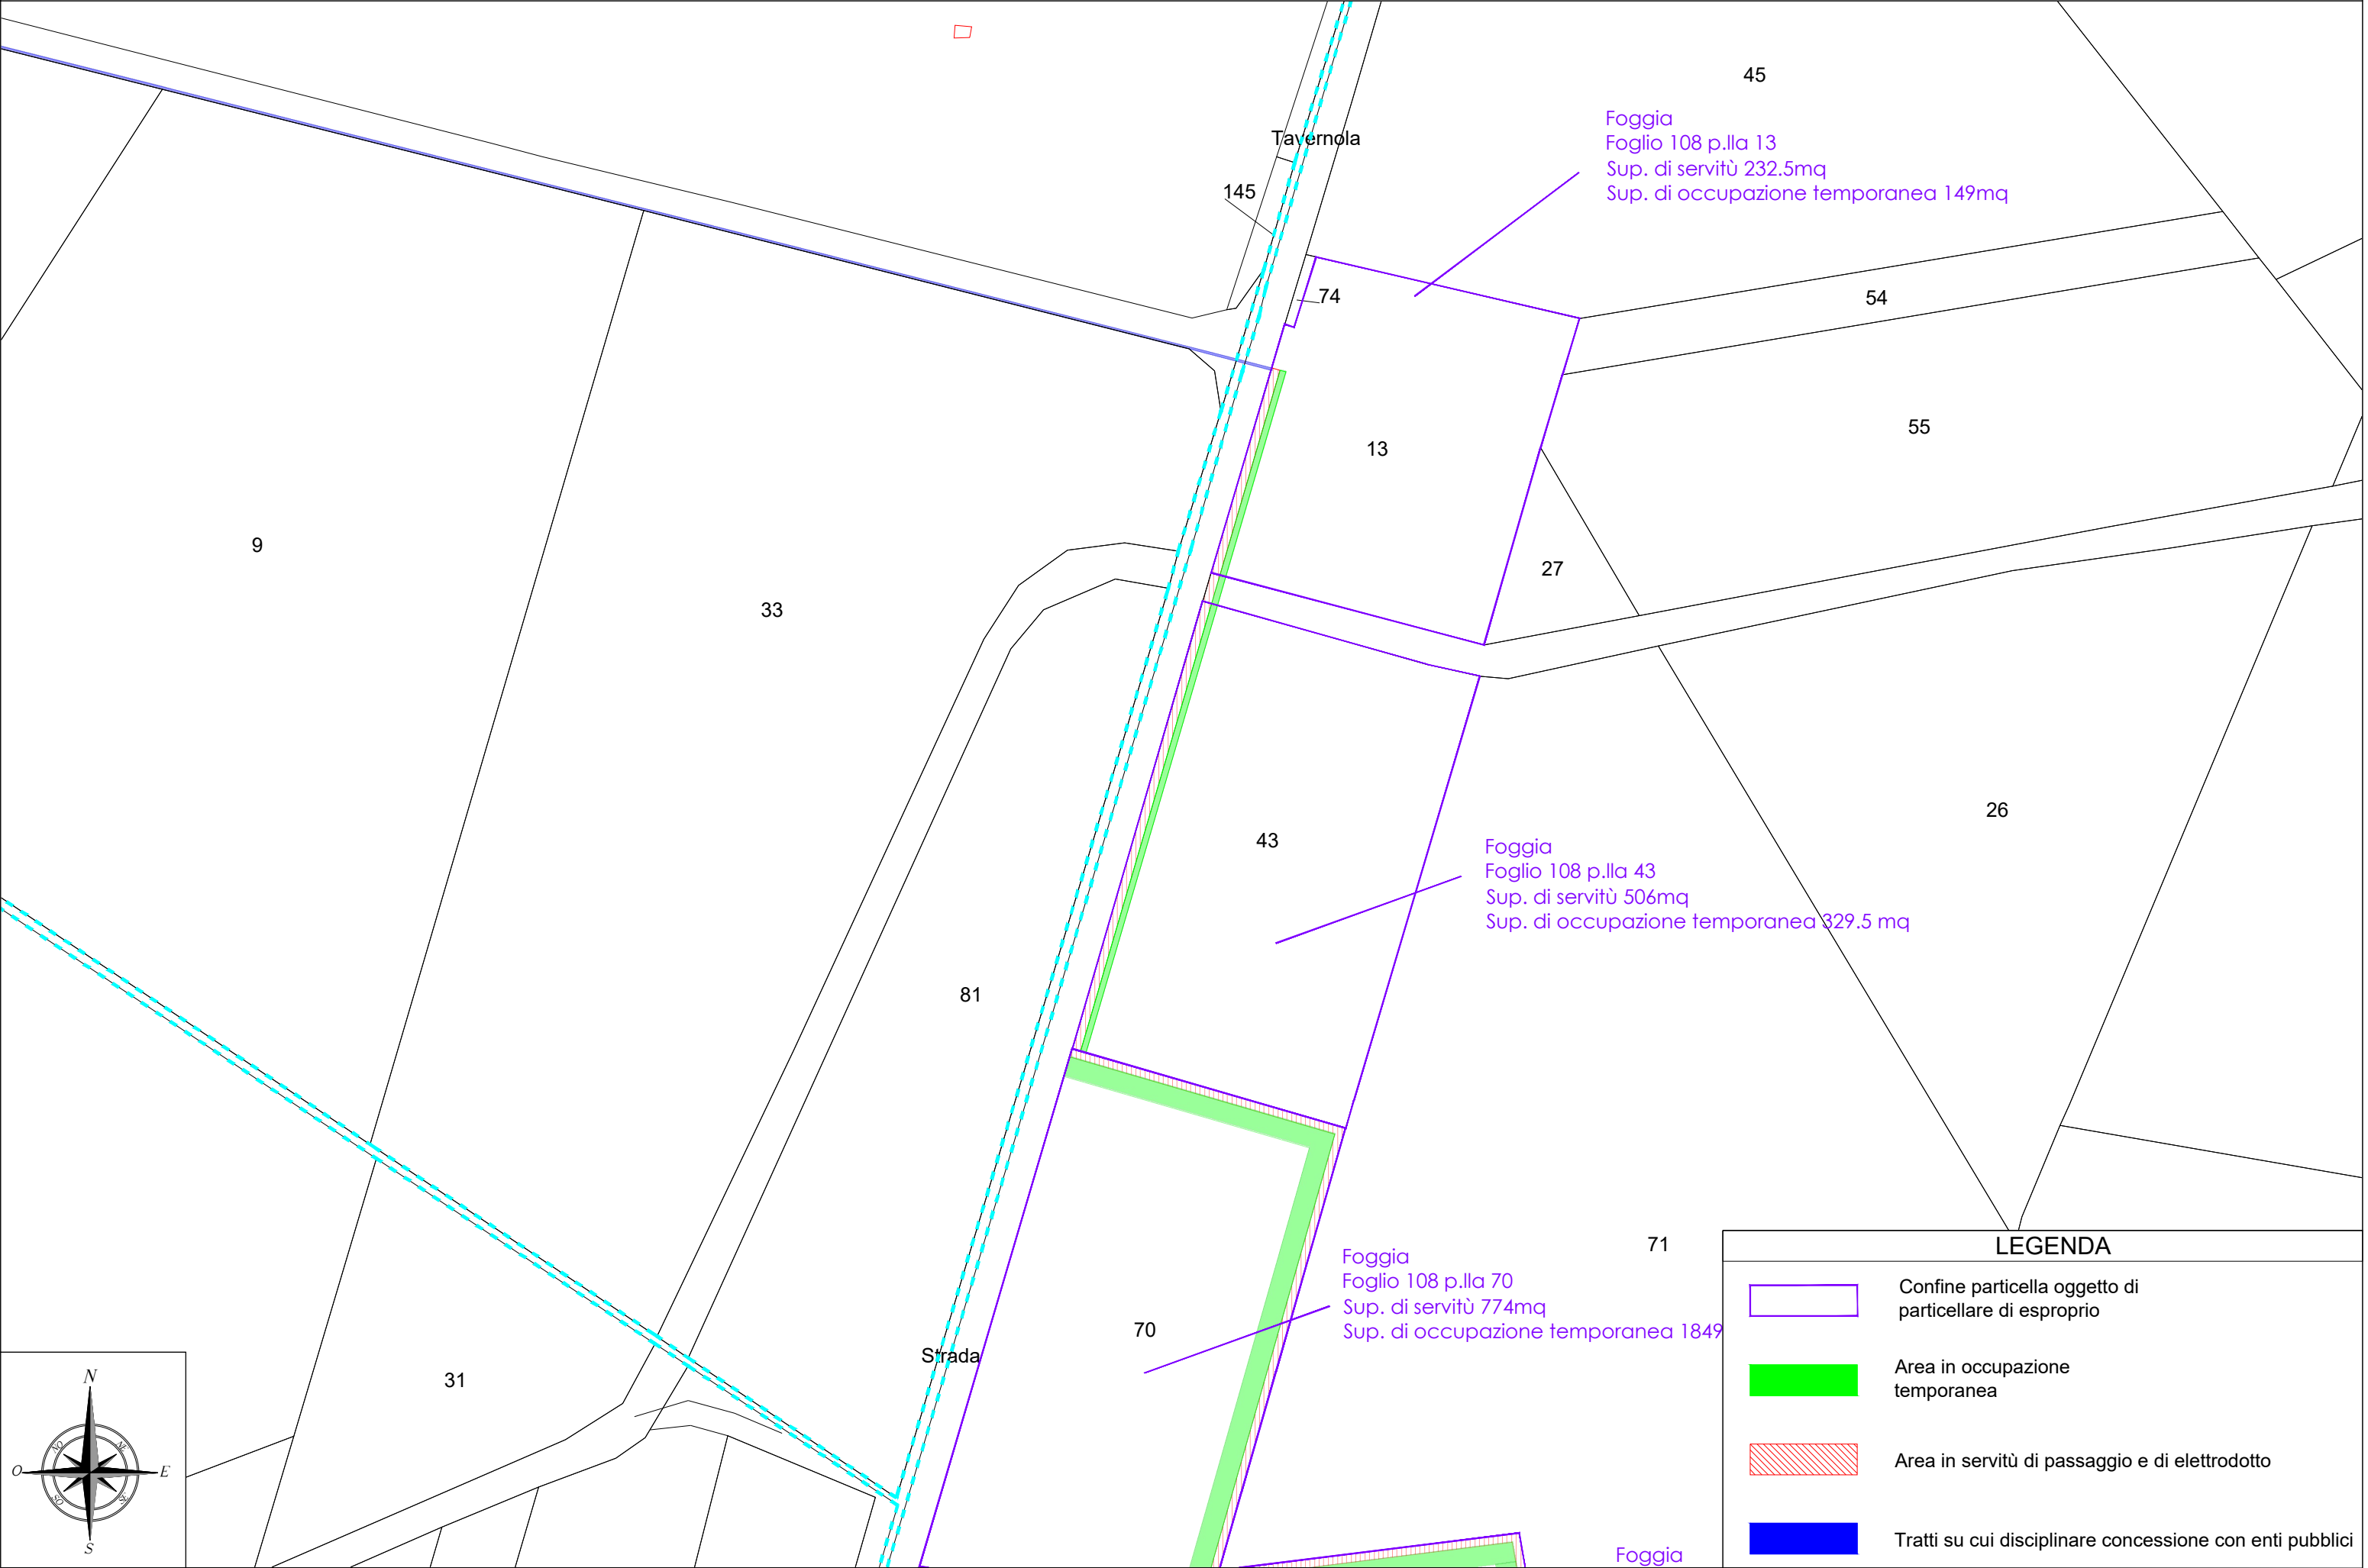 45
Foggia
Foglio 108 p.lla 13
Sup. di servitù 232.5mq
Sup. di occupazione temporanea 149mq
Tavernola
145
74
54
13
55
9
27
33
26
43
Foggia
Foglio 108 p.lla 43
Sup. di servitù 506mq
Sup. di occupazione temporanea 329.5 mq
81
71
Foggia
Foglio 108 p.lla 70
Sup. di servitù 774mq
Sup. di occupazione temporanea 1849
70
Strada
31
LEGENDA
Confine particella oggetto di
particellare di esproprio
Area in occupazione
temporanea
Area in servitù di passaggio e di elettrodotto
Tratti su cui disciplinare concessione con enti pubblici
Foggia
N
NO
O
E
SO
S